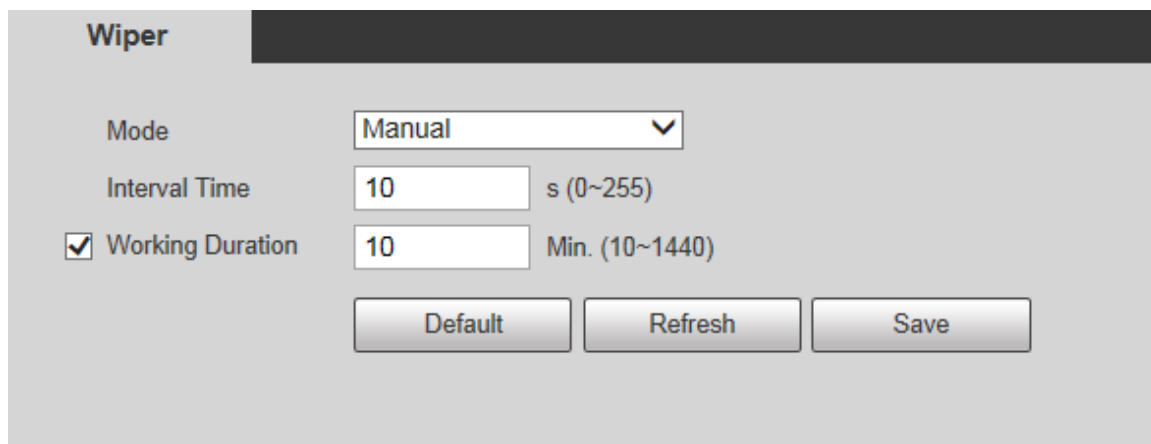 Wiper
Mode Manual
Interval Time 10 s (0~255)
Working Duration 10 Min. (10~1440)
Default Refresh Save